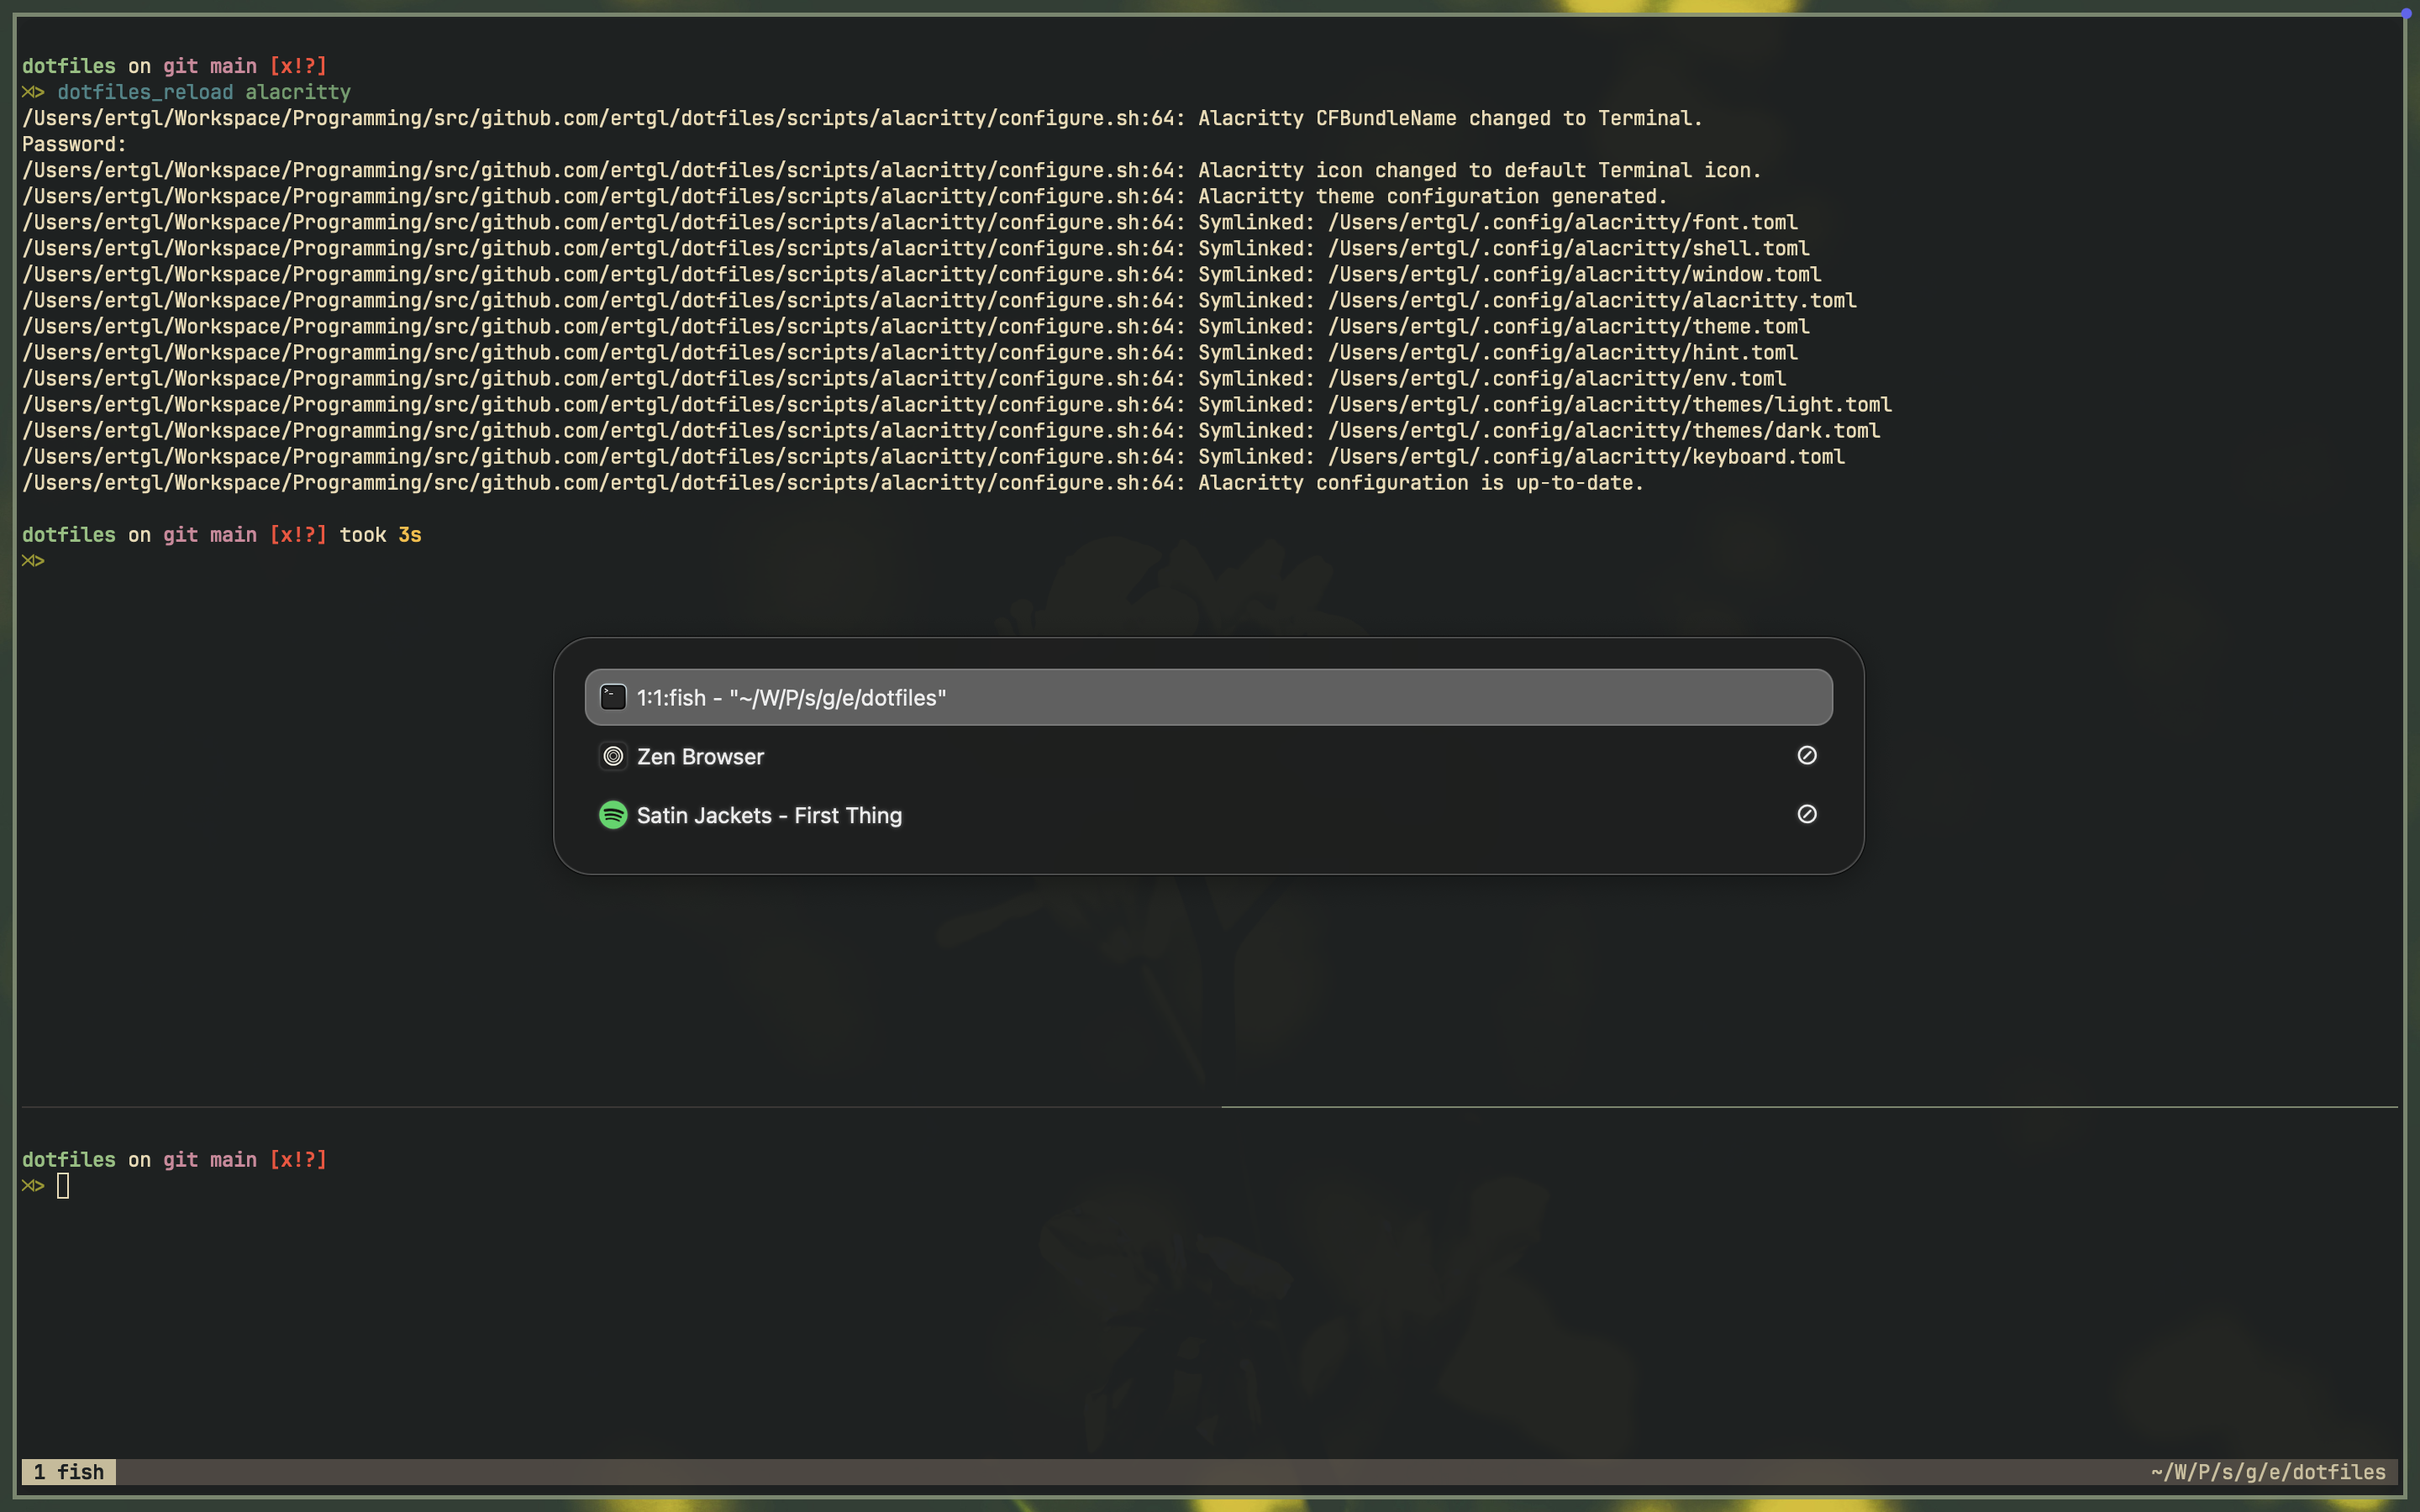 dotfiles on git main [x!?]
⋊> dotfiles_reload alacritty
/Users/ertgl/Workspace/Programming/src/github.com/ertgl/dotfiles/scripts/alacritty/configure.sh:64: Alacritty CFBundleName changed to Terminal.
Password:
/Users/ertgl/Workspace/Programming/src/github.com/ertgl/dotfiles/scripts/alacritty/configure.sh:64: Alacritty icon changed to default Terminal icon.
/Users/ertgl/Workspace/Programming/src/github.com/ertgl/dotfiles/scripts/alacritty/configure.sh:64: Alacritty theme configuration generated.
/Users/ertgl/Workspace/Programming/src/github.com/ertgl/dotfiles/scripts/alacritty/configure.sh:64: Symlinked: /Users/ertgl/.config/alacritty/font.toml
/Users/ertgl/Workspace/Programming/src/github.com/ertgl/dotfiles/scripts/alacritty/configure.sh:64: Symlinked: /Users/ertgl/.config/alacritty/shell.toml
/Users/ertgl/Workspace/Programming/src/github.com/ertgl/dotfiles/scripts/alacritty/configure.sh:64: Symlinked: /Users/ertgl/.config/alacritty/window.toml
/Users/ertgl/Workspace/Programming/src/github.com/ertgl/dotfiles/scripts/alacritty/configure.sh:64: Symlinked: /Users/ertgl/.config/alacritty/alacritty.toml
/Users/ertgl/Workspace/Programming/src/github.com/ertgl/dotfiles/scripts/alacritty/configure.sh:64: Symlinked: /Users/ertgl/.config/alacritty/theme.toml
/Users/ertgl/Workspace/Programming/src/github.com/ertgl/dotfiles/scripts/alacritty/configure.sh:64: Symlinked: /Users/ertgl/.config/alacritty/hint.toml
/Users/ertgl/Workspace/Programming/src/github.com/ertgl/dotfiles/scripts/alacritty/configure.sh:64: Symlinked: /Users/ertgl/.config/alacritty/env.toml
/Users/ertgl/Workspace/Programming/src/github.com/ertgl/dotfiles/scripts/alacritty/configure.sh:64: Symlinked: /Users/ertgl/.config/alacritty/themes/light.toml
/Users/ertgl/Workspace/Programming/src/github.com/ertgl/dotfiles/scripts/alacritty/configure.sh:64: Symlinked: /Users/ertgl/.config/alacritty/themes/dark.toml
/Users/ertgl/Workspace/Programming/src/github.com/ertgl/dotfiles/scripts/alacritty/configure.sh:64: Symlinked: /Users/ertgl/.config/alacritty/keyboard.toml
/Users/ertgl/Workspace/Programming/src/github.com/ertgl/dotfiles/scripts/alacritty/configure.sh:64: Alacritty configuration is up-to-date.
dotfiles on git main [x!?] took 3s
⋊>
1:1:fish - "~/W/P/s/g/e/dotfiles"
Zen Browser
Satin Jackets - First Thing
dotfiles on git main [x!?]
⋊>
1 fish
~/W/P/s/g/e/dotfiles